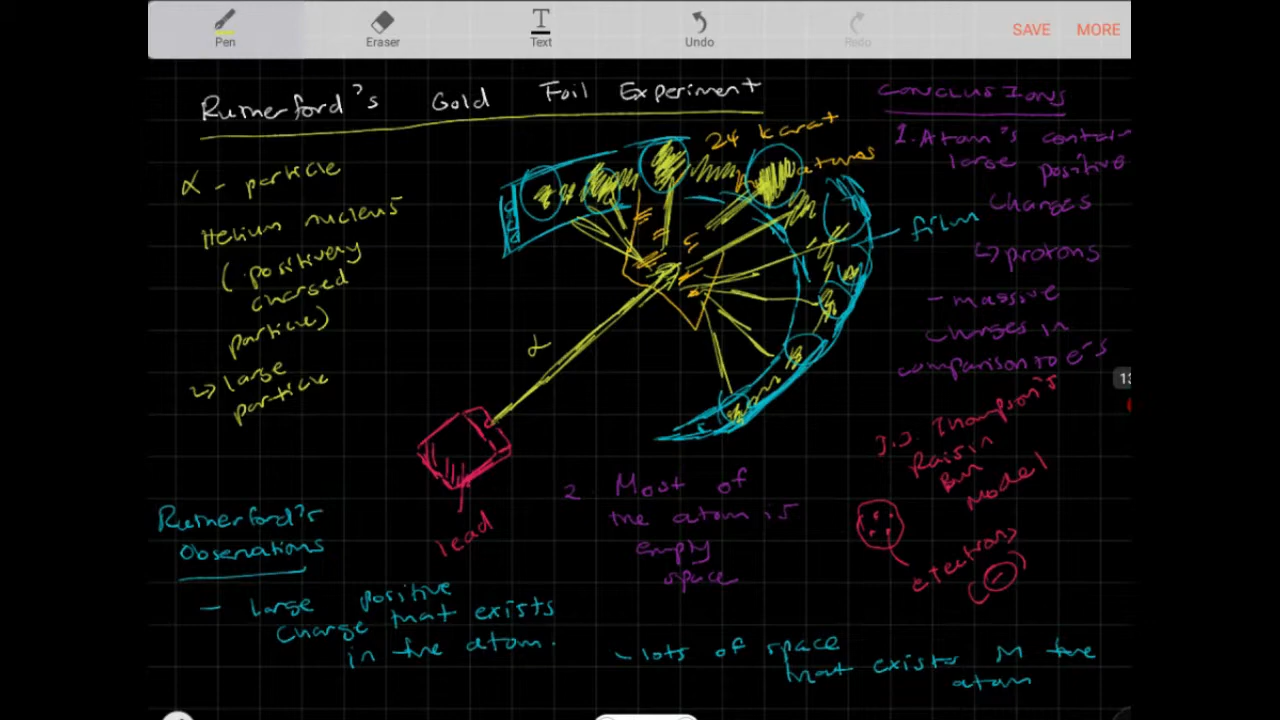 Pen
Eraser
Text
Undo
Redo
SAVE
MORE
Rutherford's Gold Foil Experiment
α - particle
Helium nucleus
(positively
charged
particle)
↳ large
particle
24 karat
atoms
film
α
lead
CONCLUSIONS
1. Atom's contain
large positive
charges
↳ protons
- massive
charges in
comparison to e-'s
J.J. Thompson's
Raisin
Bun
Model
electrons
(-)
2. Most of
the atom is
empty
space
Rutherford's
Observations
- large positive
charge that exists
in the atom.
- lots of space
that exists in the
atom